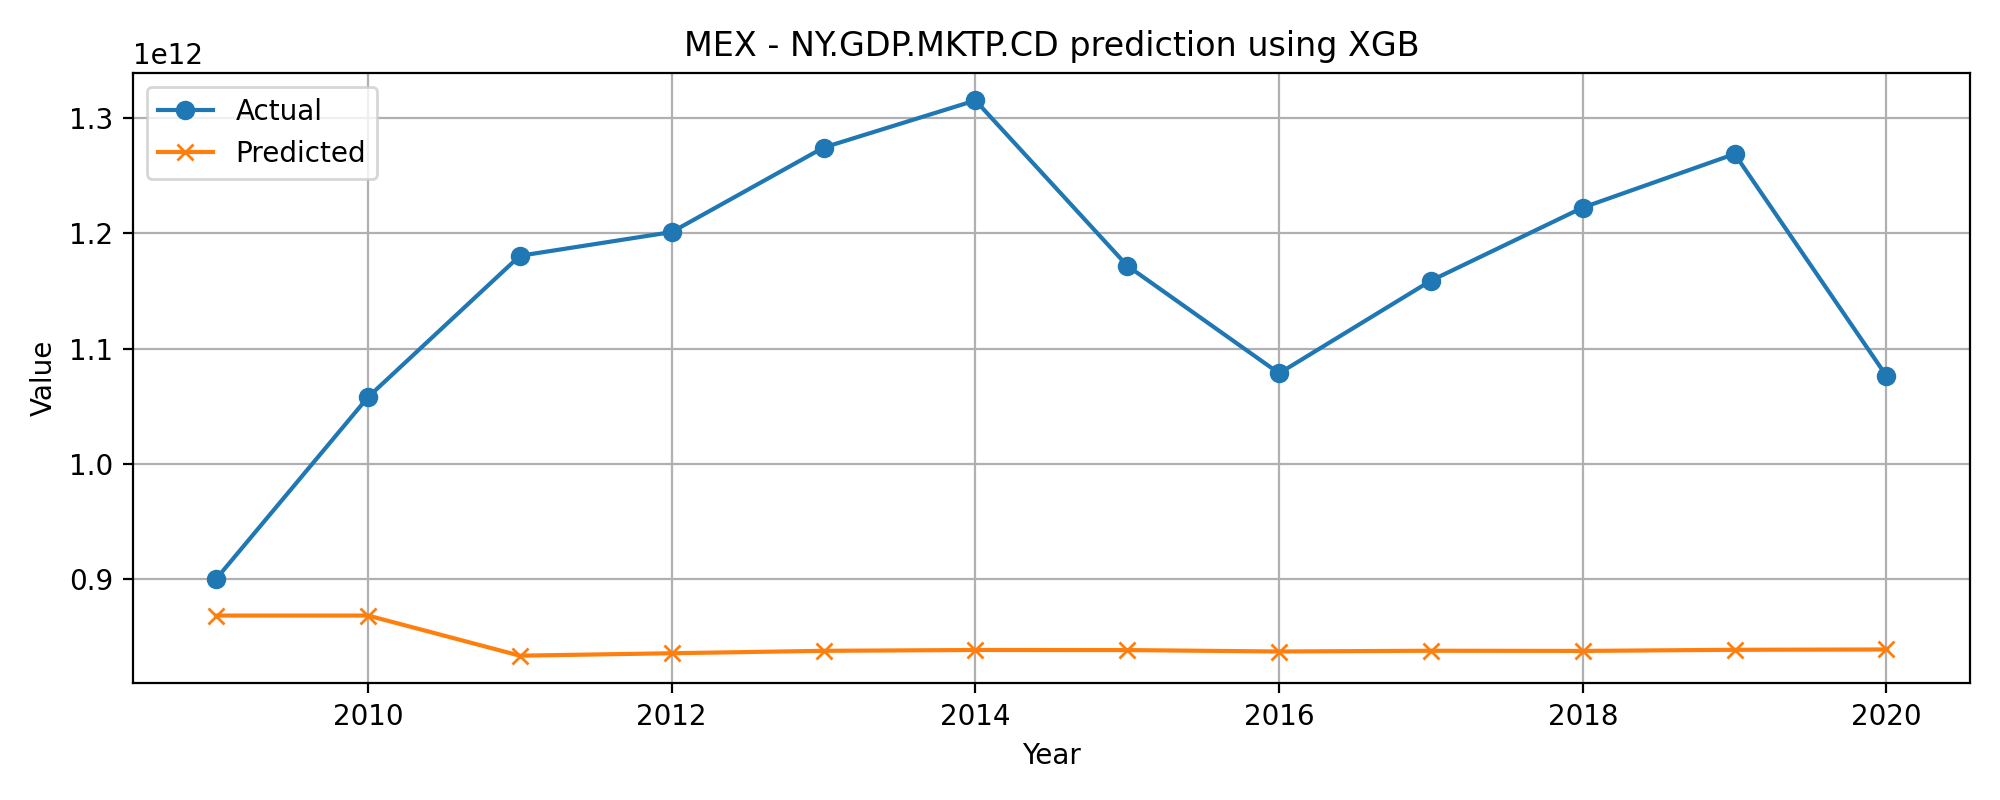 MEX - NY.GDP.MKTP.CD prediction using XGB
1e12
Actual
Predicted
1.3
1.2
1.1
1.0
0.9
Value
2010 2012 2014 2016 2018 2020
Year